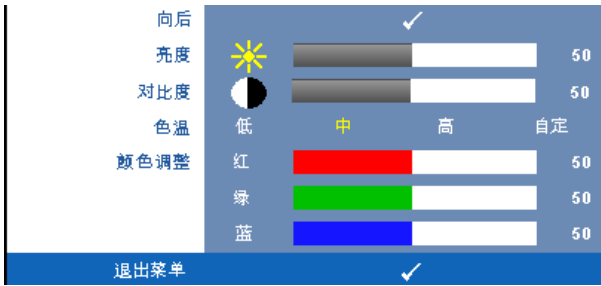 向后
亮度 50
对比度 50
色温 低 中 高 自定
颜色调整 红 50
绿 50
蓝 50
退出菜单